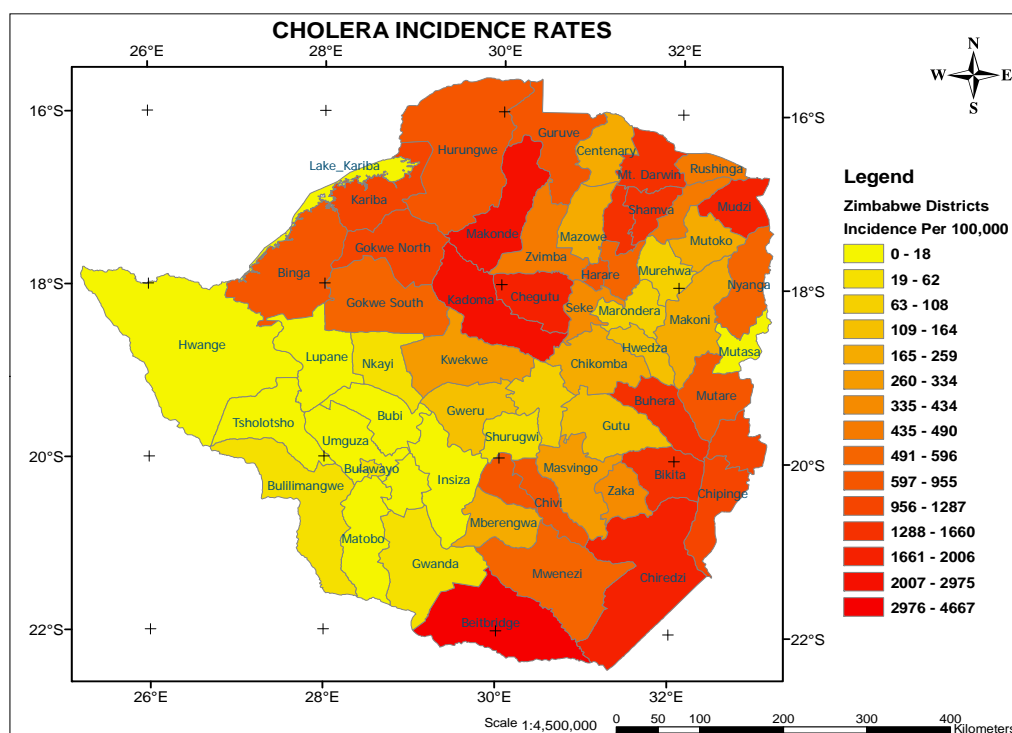 CHOLERA INCIDENCE RATES
26°E 28°E 30°E 32°E
N
W E
S
16°S 16°S
18°S 18°S
20°S 20°S
22°S 22°S
Guruve
Centenary
Hurungwe
Lake_Kariba
Mt. Darwin
Rushinga
Kariba
Shamva
Mudzi
Makonde
Mazowe
Mutoko
Gokwe North
Zvimba
Binga
Harare
Murehwa
Nyanga
Gokwe South
Kadoma
Chegutu
Seke
Marondera
Makoni
Hwange
Lupane
Nkayi
Kwekwe
Chikomba
Hwedza
Mutasa
Buhera
Mutare
Tsholotsho
Bubi
Gweru
Gutu
Umguza
Shurugwi
Bulawayo
Masvingo
Bulilimangwe
Insiza
Chivi
Zaka
Bikita
Chipinge
Mberengwa
Matobo
Gwanda
Mwenezi
Chiredzi
Beitbridge
26°E 28°E 30°E 32°E
Legend
Zimbabwe Districts
Incidence Per 100,000
0 - 18
19 - 62
63 - 108
109 - 164
165 - 259
260 - 334
335 - 434
435 - 490
491 - 596
597 - 955
956 - 1287
1288 - 1660
1661 - 2006
2007 - 2975
2976 - 4667
Scale 1:4,500,000
0 50 100 200 300 400
Kilometers